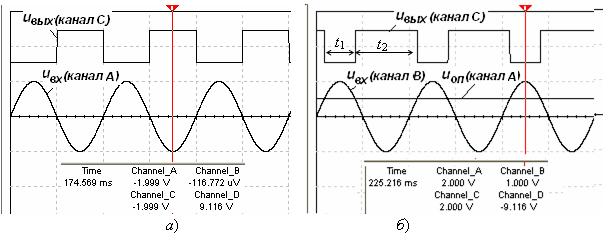 uвых(канал C)
uвх(канал A)
Time Channel_A Channel_B
174.569 ms -1.999 V -116.772 uV
Channel_C Channel_D
-1.999 V 9.116 V
а)
uвых(канал C)
t1 t2
uвх(канал B) uоп(канал A)
Time Channel_A Channel_B
225.216 ms 2.000 V 1.000 V
Channel_C Channel_D
2.000 V -9.116 V
б)